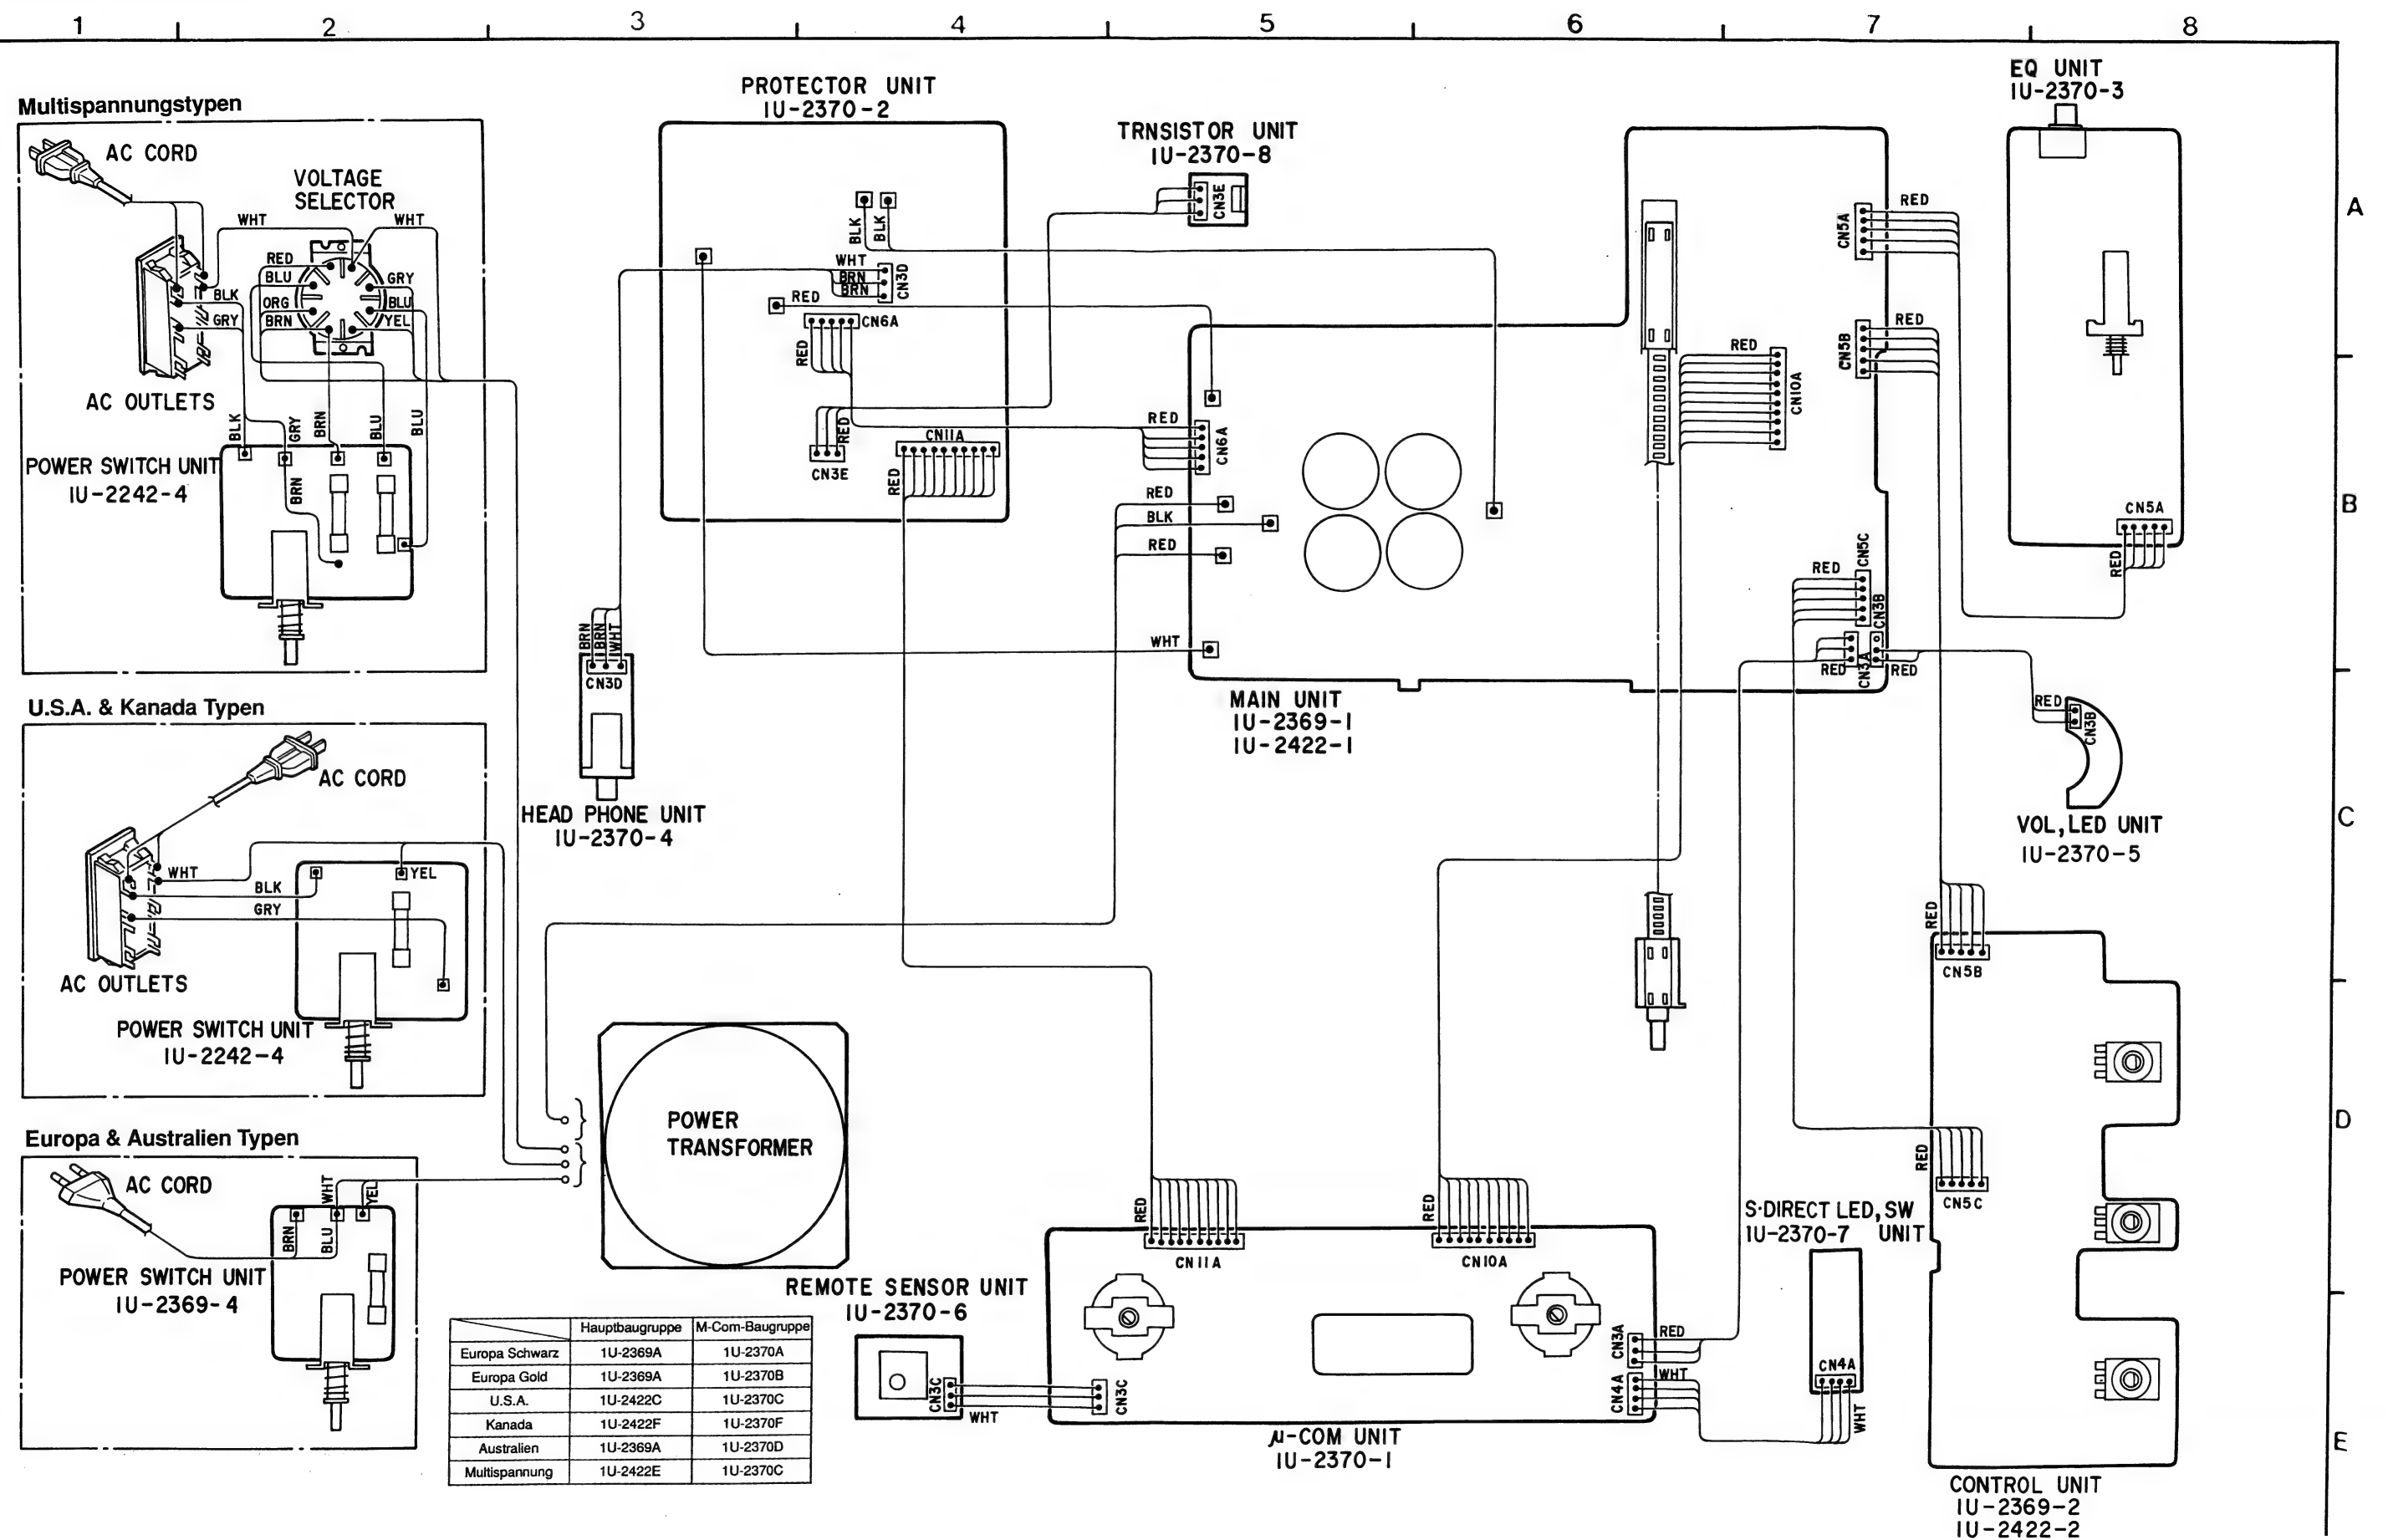 1 2 3 4 5 6 7 8
A
B
C
D
E
Multispannungstypen
AC CORD
VOLTAGE
SELECTOR
WHT
WHT
RED
BLU
ORG
BRN
GRY
BLU
YEL
BLK
GRY
AC OUTLETS
BLK
GRY
BRN
BLU
BLU
BRN
POWER SWITCH UNIT
1U-2242-4
U.S.A. & Kanada Typen
AC CORD
WHT
BLK
GRY
YEL
AC OUTLETS
POWER SWITCH UNIT
1U-2242-4
Europa & Australien Typen
AC CORD
WHT
YEL
BRN
BLU
POWER SWITCH UNIT
1U-2369-4
PROTECTOR UNIT
1U-2370-2
BLK
BLK
WHT
BRN
BRN
CN3D
RED
CN6A
RED
RED
CN3E
CN11A
RED
TRNSISTOR UNIT
1U-2370-8
CN3E
BRN
BRN
WHT
CN3D
HEAD PHONE UNIT
1U-2370-4
RED
CN6A
RED
BLK
RED
WHT
MAIN UNIT
1U-2369-1
1U-2422-1
RED
CN10A
CN5A
RED
CN5B
RED
RED
CN5C
CN3B
RED
CN3A
RED
EQ UNIT
1U-2370-3
CN5A
RED
RED
CN3B
VOL,LED UNIT
1U-2370-5
RED
CN5B
RED
CN5C
CONTROL UNIT
1U-2369-2
1U-2422-2
POWER
TRANSFORMER
REMOTE SENSOR UNIT
1U-2370-6
CN3C
WHT
CN3C
RED
CN11A
RED
CN10A
CN3A
RED
CN4A
WHT
μ-COM UNIT
1U-2370-1
S·DIRECT LED,SW
1U-2370-7 UNIT
CN4A
WHT
Hauptbaugruppe M-Com-Baugruppe
Europa Schwarz 1U-2369A 1U-2370A
Europa Gold 1U-2369A 1U-2370B
U.S.A. 1U-2422C 1U-2370C
Kanada 1U-2422F 1U-2370F
Australien 1U-2369A 1U-2370D
Multispannung 1U-2422E 1U-2370C